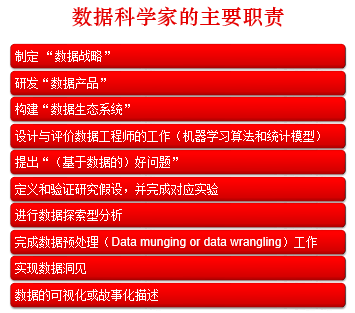 数据科学家的主要职责
制定 “数据战略”
研发“数据产品”
构建“数据生态系统”
设计与评价数据工程师的工作（机器学习算法和统计模型）
提出“（基于数据的）好问题”
定义和验证研究假设，并完成对应实验
进行数据探索型分析
完成数据预处理（Data munging or data wrangling）工作
实现数据洞见
数据的可视化或故事化描述